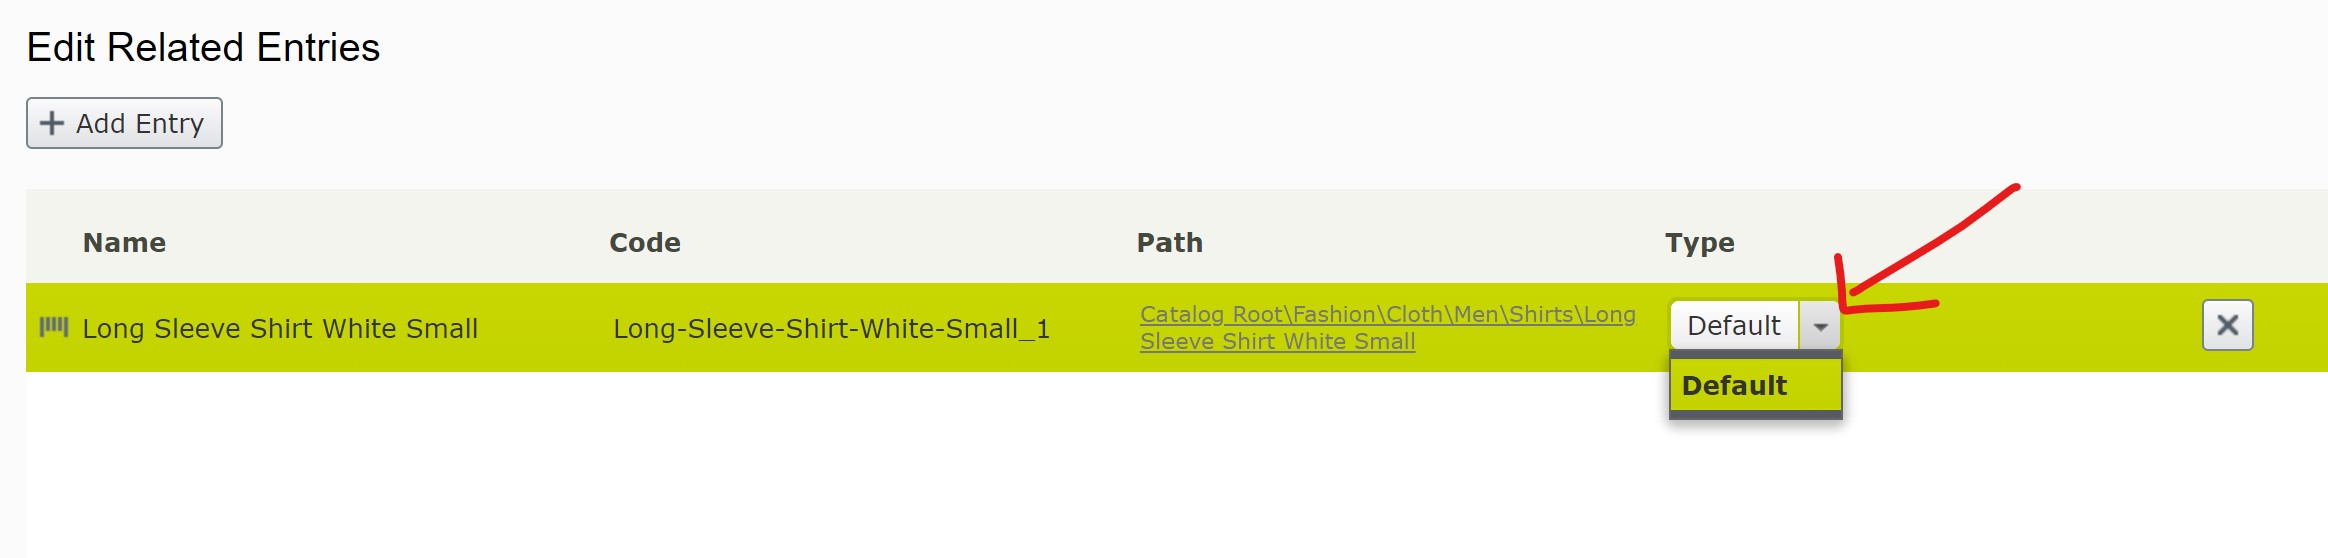 Edit Related Entries
Add Entry
Name Code Path Type
Long Sleeve Shirt White Small Long-Sleeve-Shirt-White-Small_1 Catalog Root\Fashion\Cloth\Men\Shirts\Long Default
Sleeve Shirt White Small
Default